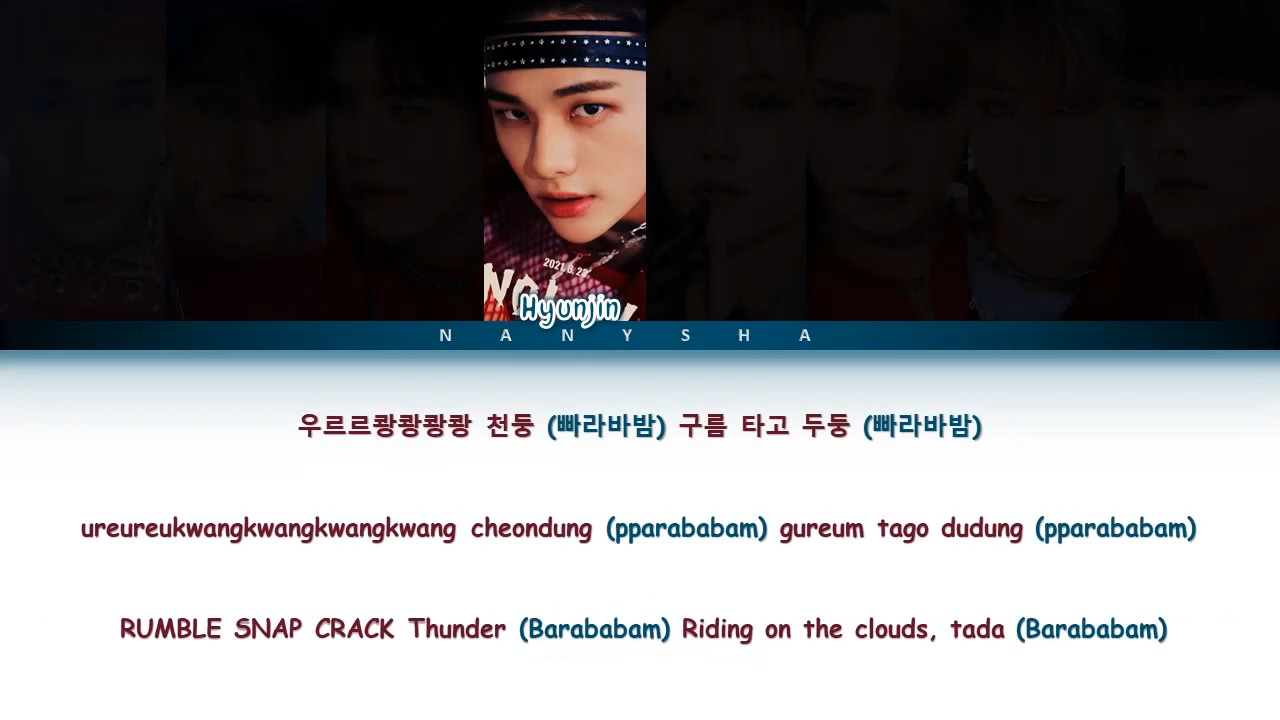 2021. 6. 23
Hyunjin
NANYSHA
우르르쾅쾅쾅쾅 천둥 (빠라바밤) 구름 타고 두둥 (빠라바밤)
ureureukwangkwangkwangkwang cheondung (pparababam) gureum tago dudung (pparababam)
RUMBLE SNAP CRACK Thunder (Barababam) Riding on the clouds, tada (Barababam)